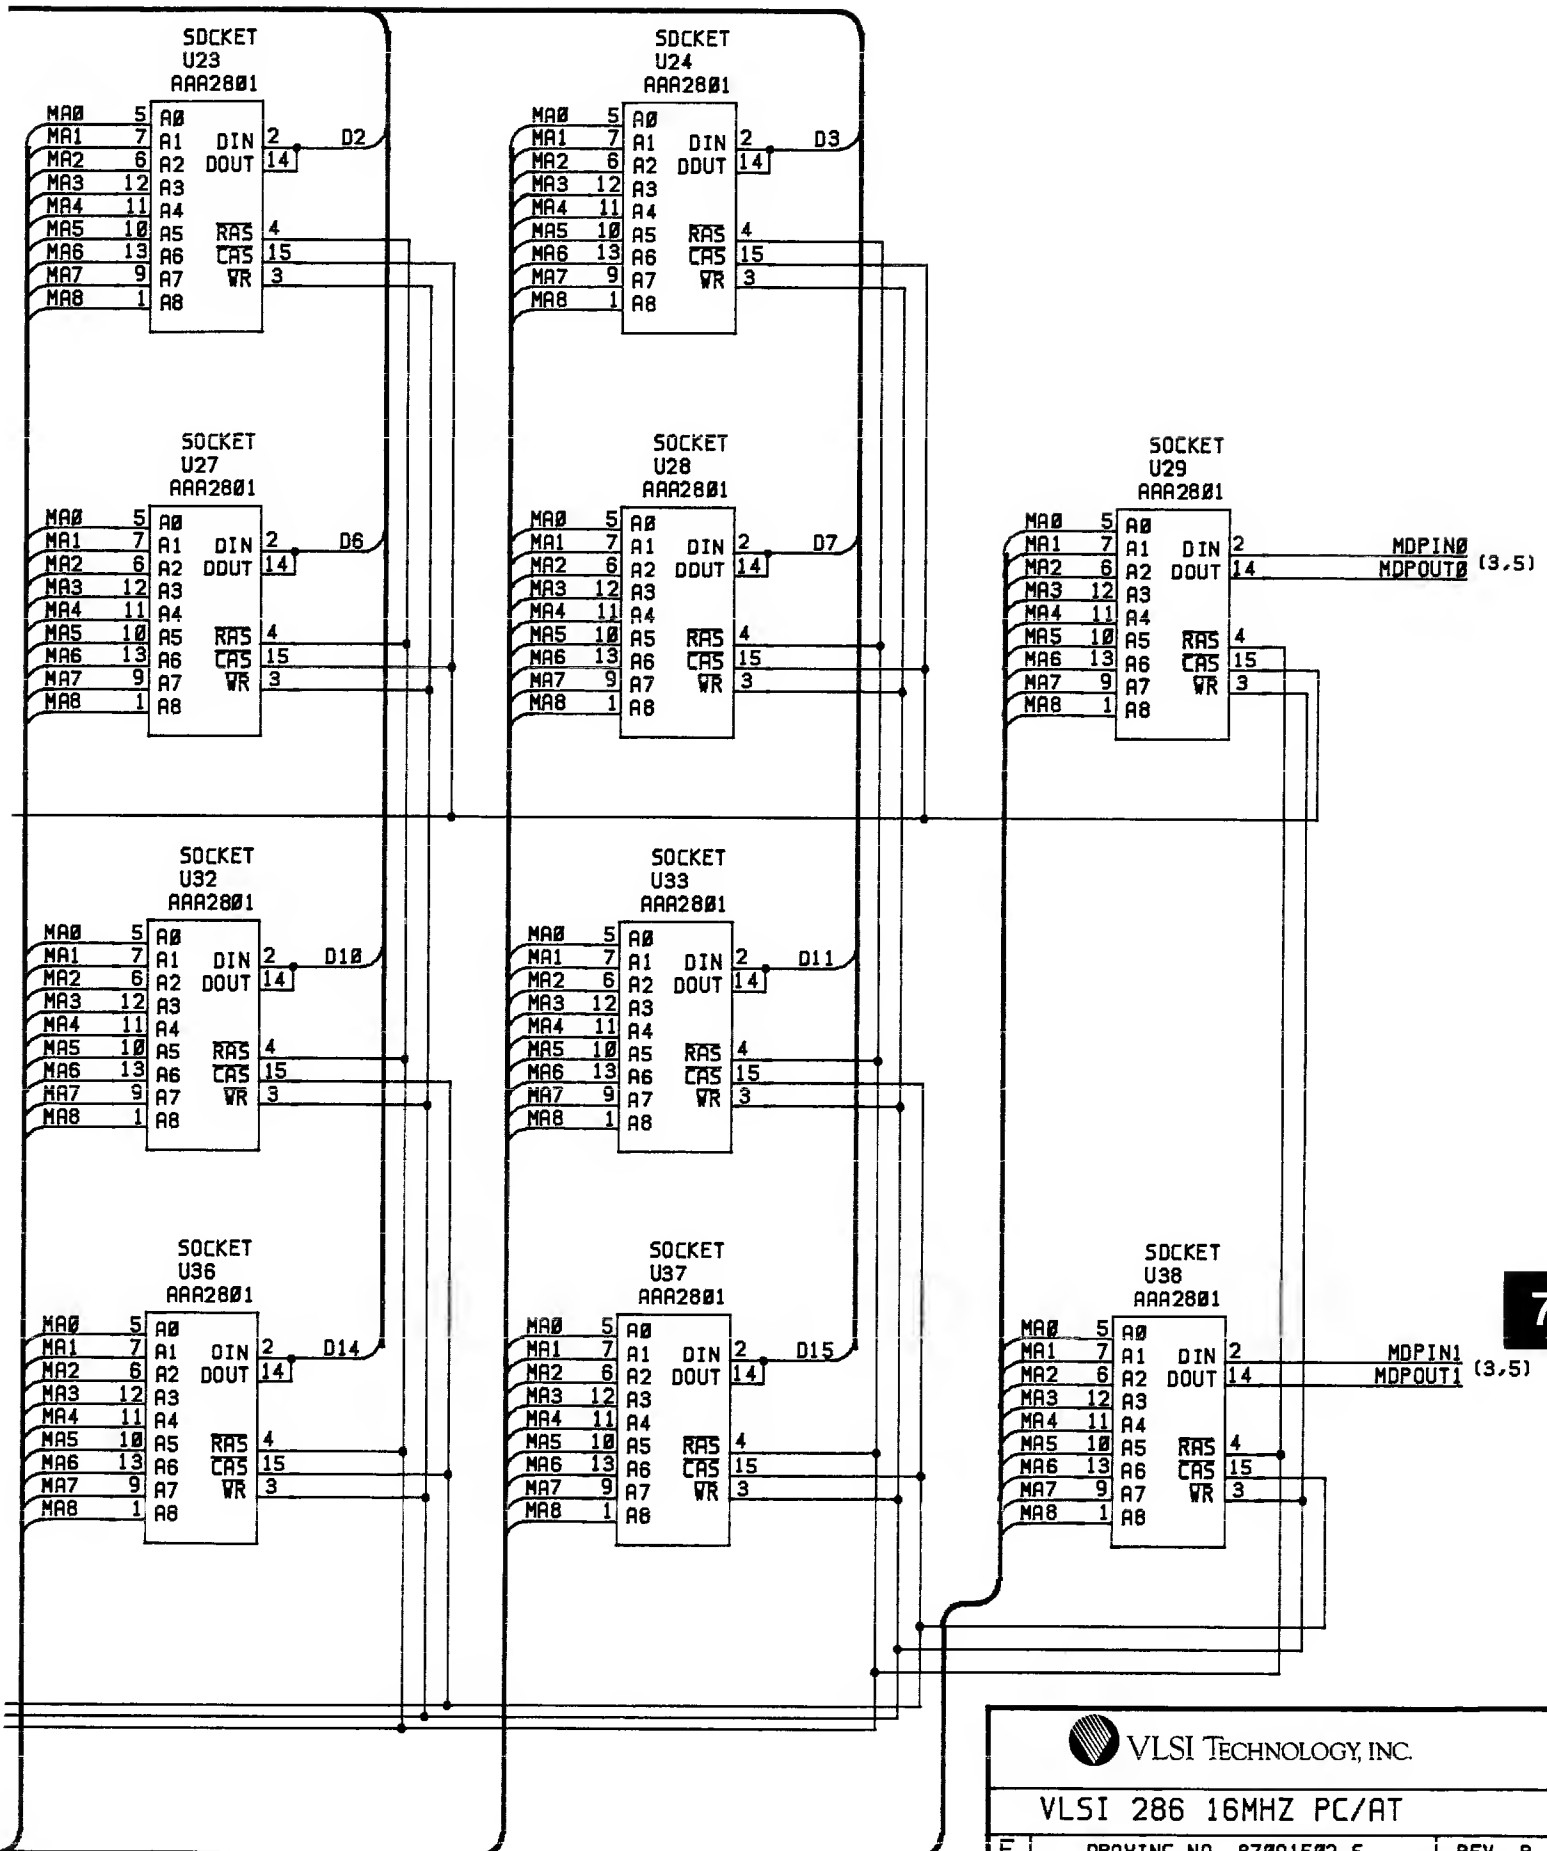 SOCKET
U23
AAA2801
MA0 5 A0
MA1 7 A1 DIN 2 D2
MA2 6 A2 DOUT 14
MA3 12 A3
MA4 11 A4
MA5 10 A5 RAS 4
MA6 13 A6 CAS 15
MA7 9 A7 WR 3
MA8 1 A8
SOCKET
U24
AAA2801
MA0 5 A0
MA1 7 A1 DIN 2 D3
MA2 6 A2 DOUT 14
MA3 12 A3
MA4 11 A4
MA5 10 A5 RAS 4
MA6 13 A6 CAS 15
MA7 9 A7 WR 3
MA8 1 A8
SOCKET
U27
AAA2801
MA0 5 A0
MA1 7 A1 DIN 2 D6
MA2 6 A2 DOUT 14
MA3 12 A3
MA4 11 A4
MA5 10 A5 RAS 4
MA6 13 A6 CAS 15
MA7 9 A7 WR 3
MA8 1 A8
SOCKET
U28
AAA2801
MA0 5 A0
MA1 7 A1 DIN 2 D7
MA2 6 A2 DOUT 14
MA3 12 A3
MA4 11 A4
MA5 10 A5 RAS 4
MA6 13 A6 CAS 15
MA7 9 A7 WR 3
MA8 1 A8
SOCKET
U29
AAA2801
MA0 5 A0
MA1 7 A1 DIN 2 MDPIN0
MA2 6 A2 DOUT 14 MDPOUT0 (3,5)
MA3 12 A3
MA4 11 A4
MA5 10 A5 RAS 4
MA6 13 A6 CAS 15
MA7 9 A7 WR 3
MA8 1 A8
SOCKET
U32
AAA2801
MA0 5 A0
MA1 7 A1 DIN 2 D10
MA2 6 A2 DOUT 14
MA3 12 A3
MA4 11 A4
MA5 10 A5 RAS 4
MA6 13 A6 CAS 15
MA7 9 A7 WR 3
MA8 1 A8
SOCKET
U33
AAA2801
MA0 5 A0
MA1 7 A1 DIN 2 D11
MA2 6 A2 DOUT 14
MA3 12 A3
MA4 11 A4
MA5 10 A5 RAS 4
MA6 13 A6 CAS 15
MA7 9 A7 WR 3
MA8 1 A8
SOCKET
U36
AAA2801
MA0 5 A0
MA1 7 A1 DIN 2 D14
MA2 6 A2 DOUT 14
MA3 12 A3
MA4 11 A4
MA5 10 A5 RAS 4
MA6 13 A6 CAS 15
MA7 9 A7 WR 3
MA8 1 A8
SOCKET
U37
AAA2801
MA0 5 A0
MA1 7 A1 DIN 2 D15
MA2 6 A2 DOUT 14
MA3 12 A3
MA4 11 A4
MA5 10 A5 RAS 4
MA6 13 A6 CAS 15
MA7 9 A7 WR 3
MA8 1 A8
SOCKET
U38
AAA2801
MA0 5 A0
MA1 7 A1 DIN 2 MDPIN1
MA2 6 A2 DOUT 14 MDPOUT1 (3,5)
MA3 12 A3
MA4 11 A4
MA5 10 A5 RAS 4
MA6 13 A6 CAS 15
MA7 9 A7 WR 3
MA8 1 A8
7
VLSI TECHNOLOGY, INC.
VLSI 286 16MHZ PC/AT
DRAWING NO.
REV.